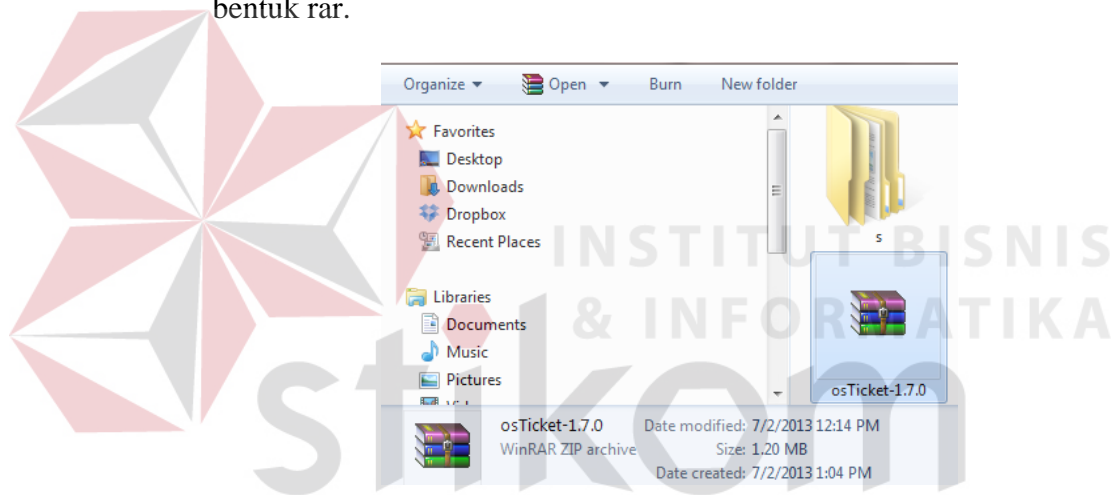 bentuk rar.
Organize Open Burn New folder
Favorites
Desktop
Downloads
Dropbox
Recent Places
Libraries
Documents
Music
Pictures
s
osTicket-1.7.0
INSTITUT BISNIS
& INFORMATIKA
stikom
osTicket-1.7.0 Date modified: 7/2/2013 12:14 PM
WinRAR ZIP archive Size: 1.20 MB
Date created: 7/2/2013 1:04 PM